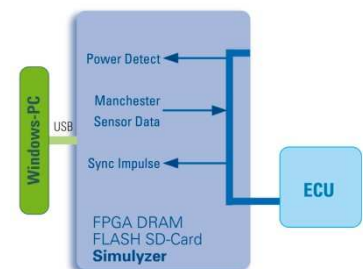 Windows-PC
USB
Power Detect
Manchester
Sensor Data
Sync Impulse
FPGA DRAM
FLASH SD-Card
Simulyzer
ECU